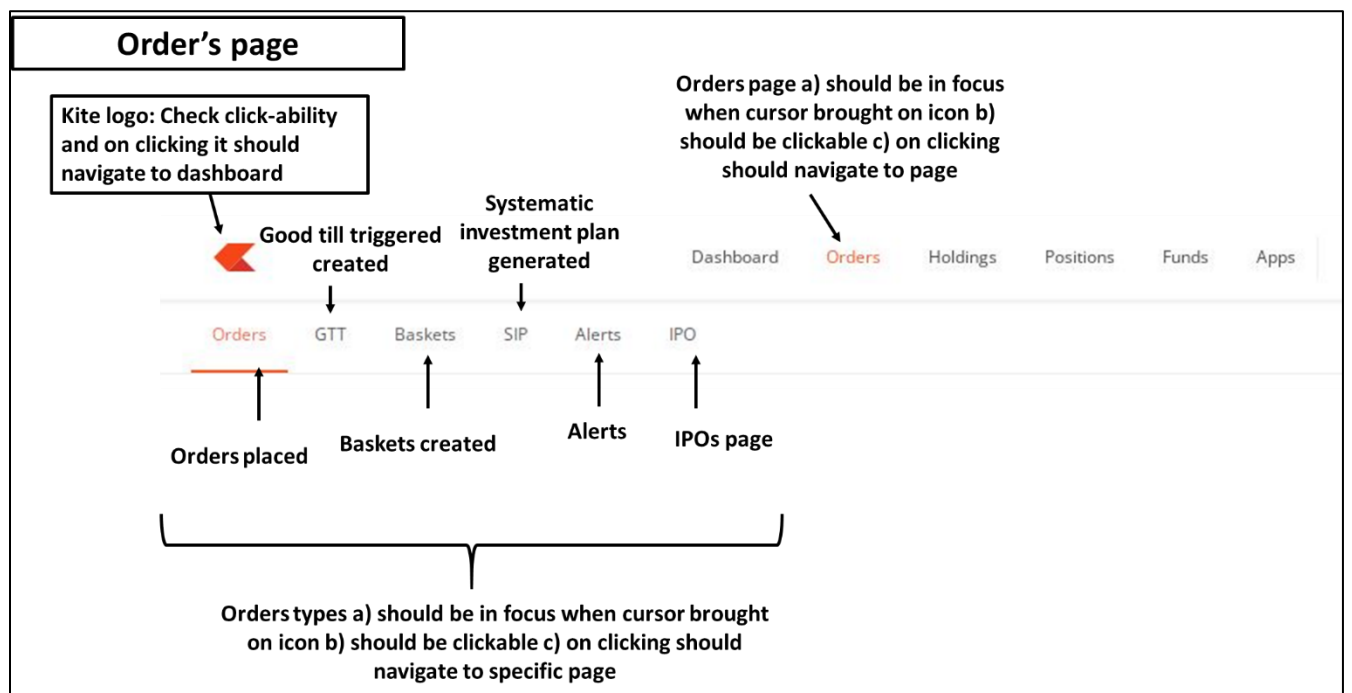 Order’s page
Kite logo: Check click-ability
and on clicking it should
navigate to dashboard
Orders page a) should be in focus
when cursor brought on icon b)
should be clickable c) on clicking
should navigate to page
Good till triggered
created
Systematic
investment plan
generated
Dashboard Orders Holdings Positions Funds Apps
Orders GTT Baskets SIP Alerts IPO
Orders placed
Baskets created
Alerts
IPOs page
Orders types a) should be in focus when cursor brought
on icon b) should be clickable c) on clicking should
navigate to specific page